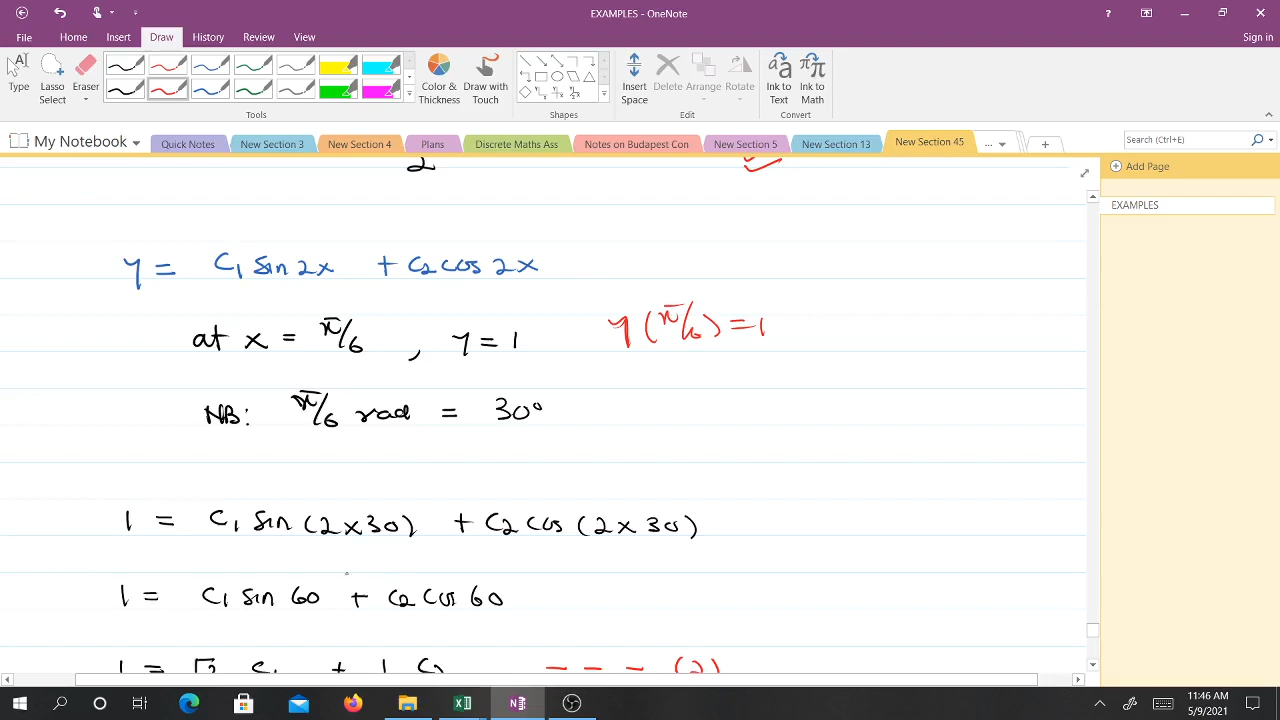 EXAMPLES - OneNote
Sign in
File Home Insert Draw History Review View
Type Lasso Select Eraser Color & Thickness Draw with Touch Insert Space Delete Arrange Rotate Ink to Text Ink to Math
Tools Shapes Edit Convert
My Notebook Quick Notes New Section 3 New Section 4 Plans Discrete Maths Ass Notes on Budapest Con New Section 5 New Section 13 New Section 45 ... Search (Ctrl+E)
Add Page
EXAMPLES
2
y = C1 sin 2x + C2 cos 2x
at x = π/6 , y = 1 y(π/6) = 1
NB: π/6 rad = 30°
1 = C1 sin (2x30) + C2 cos (2x30)
1 = C1 sin 60 + C2 cos 60
- - - (2)
11:46 AM
5/9/2021